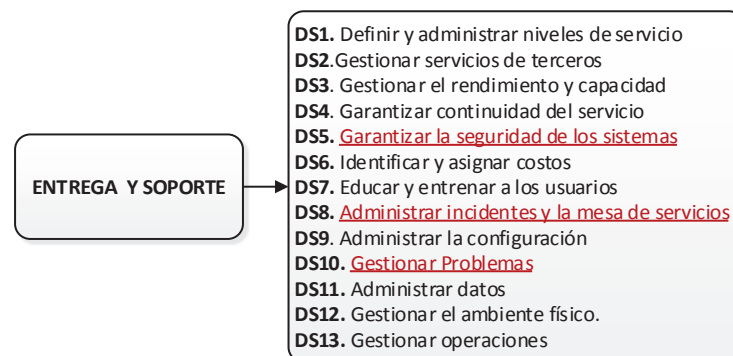 ENTREGA Y SOPORTE
DS1. Definir y administrar niveles de servicio
DS2.Gestionar servicios de terceros
DS3. Gestionar el rendimiento y capacidad
DS4. Garantizar continuidad del servicio
DS5. Garantizar la seguridad de los sistemas
DS6. Identificar y asignar costos
DS7. Educar y entrenar a los usuarios
DS8. Administrar incidentes y la mesa de servicios
DS9. Administrar la configuración
DS10. Gestionar Problemas
DS11. Administrar datos
DS12. Gestionar el ambiente físico.
DS13. Gestionar operaciones